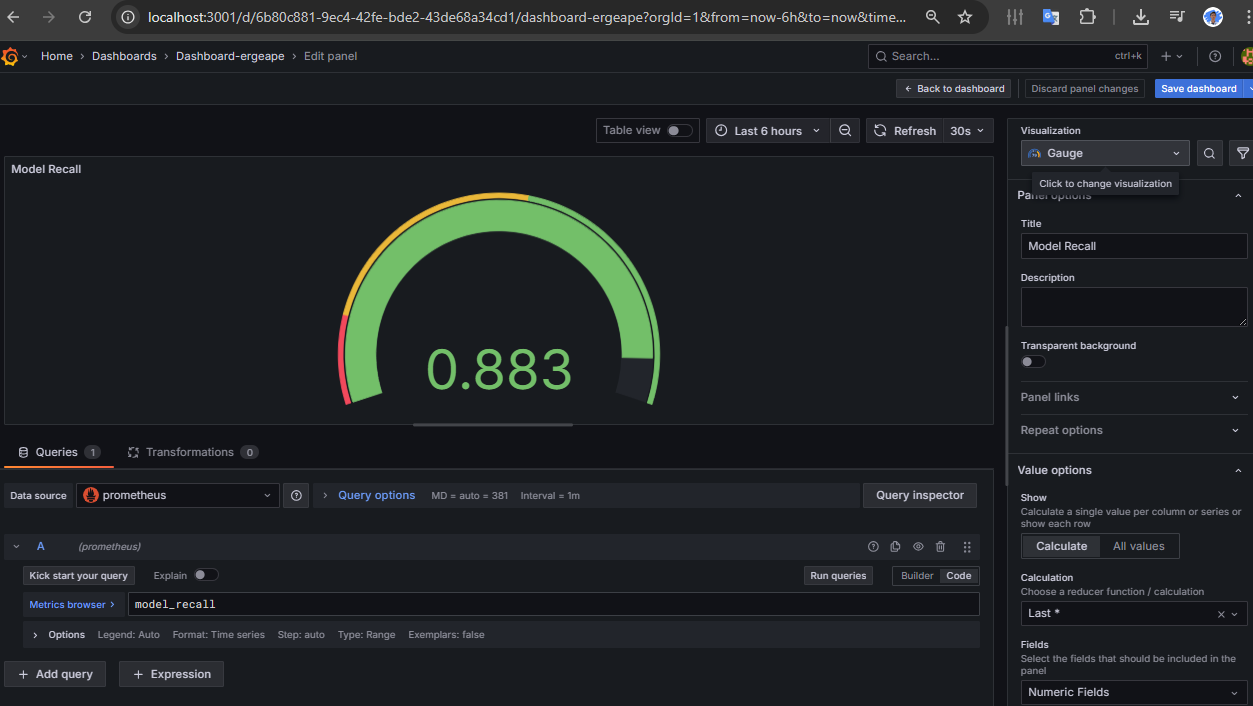 localhost:3001/d/6b80c881-9ec4-42fe-bde2-43de68a34cd1/dashboard-ergeape?orgId=1&from=now-6h&to=now&time...
Home › Dashboards › Dashboard-ergeape › Edit panel
Search... ctrl+k
← Back to dashboard Discard panel changes Save dashboard
Table view Last 6 hours Refresh 30s
Model Recall
0.883
Visualization
Gauge
Click to change visualization
Panel options
Title
Model Recall
Description
Transparent background
Panel links
Repeat options
Value options
Show
Calculate a single value per column or series or
show each row
Calculate All values
Calculation
Choose a reducer function / calculation
Last *
Fields
Select the fields that should be included in the
panel
Numeric Fields
Queries 1 Transformations 0
Data source prometheus Query options MD = auto = 381 Interval = 1m Query inspector
A (prometheus)
Kick start your query Explain Run queries Builder Code
Metrics browser › model_recall
Options Legend: Auto Format: Time series Step: auto Type: Range Exemplars: false
+ Add query + Expression